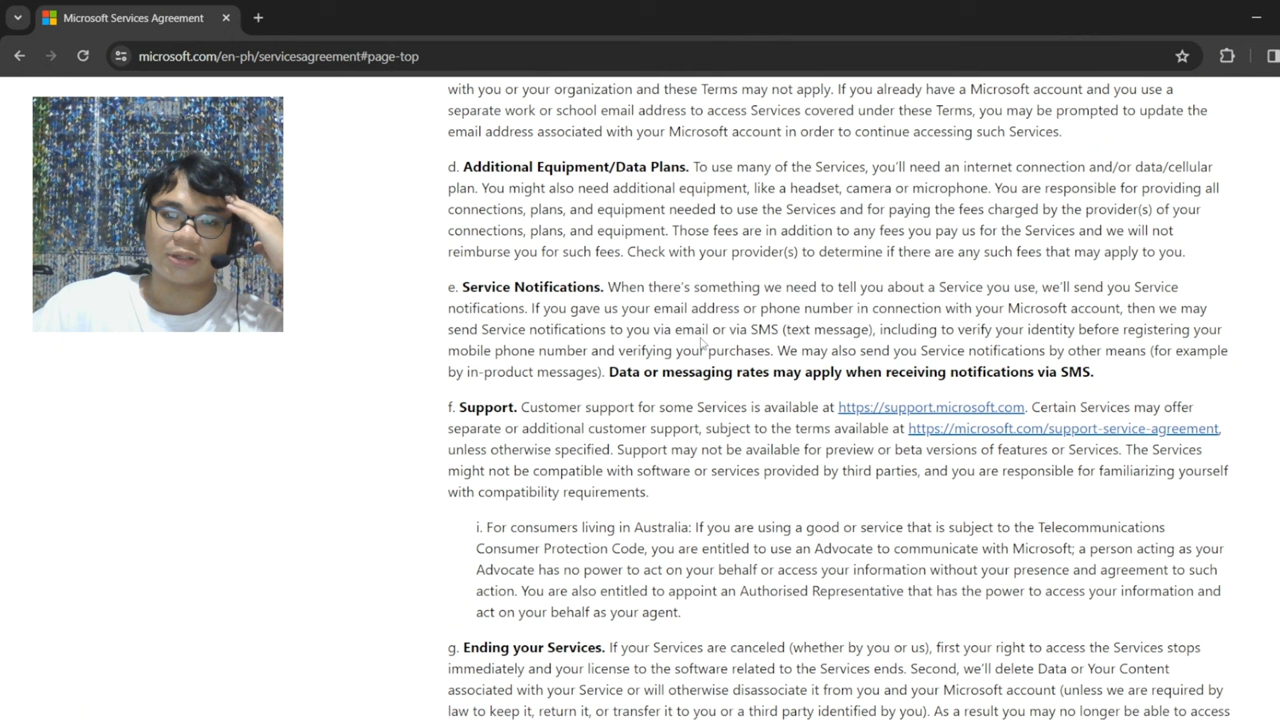 Microsoft Services Agreement
microsoft.com/en-ph/servicesagreement#page-top
with you or your organization and these Terms may not apply. If you already have a Microsoft account and you use a
separate work or school email address to access Services covered under these Terms, you may be prompted to update the
email address associated with your Microsoft account in order to continue accessing such Services.
d. Additional Equipment/Data Plans. To use many of the Services, you’ll need an internet connection and/or data/cellular
plan. You might also need additional equipment, like a headset, camera or microphone. You are responsible for providing all
connections, plans, and equipment needed to use the Services and for paying the fees charged by the provider(s) of your
connections, plans, and equipment. Those fees are in addition to any fees you pay us for the Services and we will not
reimburse you for such fees. Check with your provider(s) to determine if there are any such fees that may apply to you.
e. Service Notifications. When there’s something we need to tell you about a Service you use, we’ll send you Service
notifications. If you gave us your email address or phone number in connection with your Microsoft account, then we may
send Service notifications to you via email or via SMS (text message), including to verify your identity before registering your
mobile phone number and verifying your purchases. We may also send you Service notifications by other means (for example
by in-product messages). Data or messaging rates may apply when receiving notifications via SMS.
f. Support. Customer support for some Services is available at https://support.microsoft.com. Certain Services may offer
separate or additional customer support, subject to the terms available at https://microsoft.com/support-service-agreement,
unless otherwise specified. Support may not be available for preview or beta versions of features or Services. The Services
might not be compatible with software or services provided by third parties, and you are responsible for familiarizing yourself
with compatibility requirements.
i. For consumers living in Australia: If you are using a good or service that is subject to the Telecommunications
Consumer Protection Code, you are entitled to use an Advocate to communicate with Microsoft; a person acting as your
Advocate has no power to act on your behalf or access your information without your presence and agreement to such
action. You are also entitled to appoint an Authorised Representative that has the power to access your information and
act on your behalf as your agent.
g. Ending your Services. If your Services are canceled (whether by you or us), first your right to access the Services stops
immediately and your license to the software related to the Services ends. Second, we’ll delete Data or Your Content
associated with your Service or will otherwise disassociate it from you and your Microsoft account (unless we are required by
law to keep it, return it, or transfer it to you or a third party identified by you). As a result you may no longer be able to access